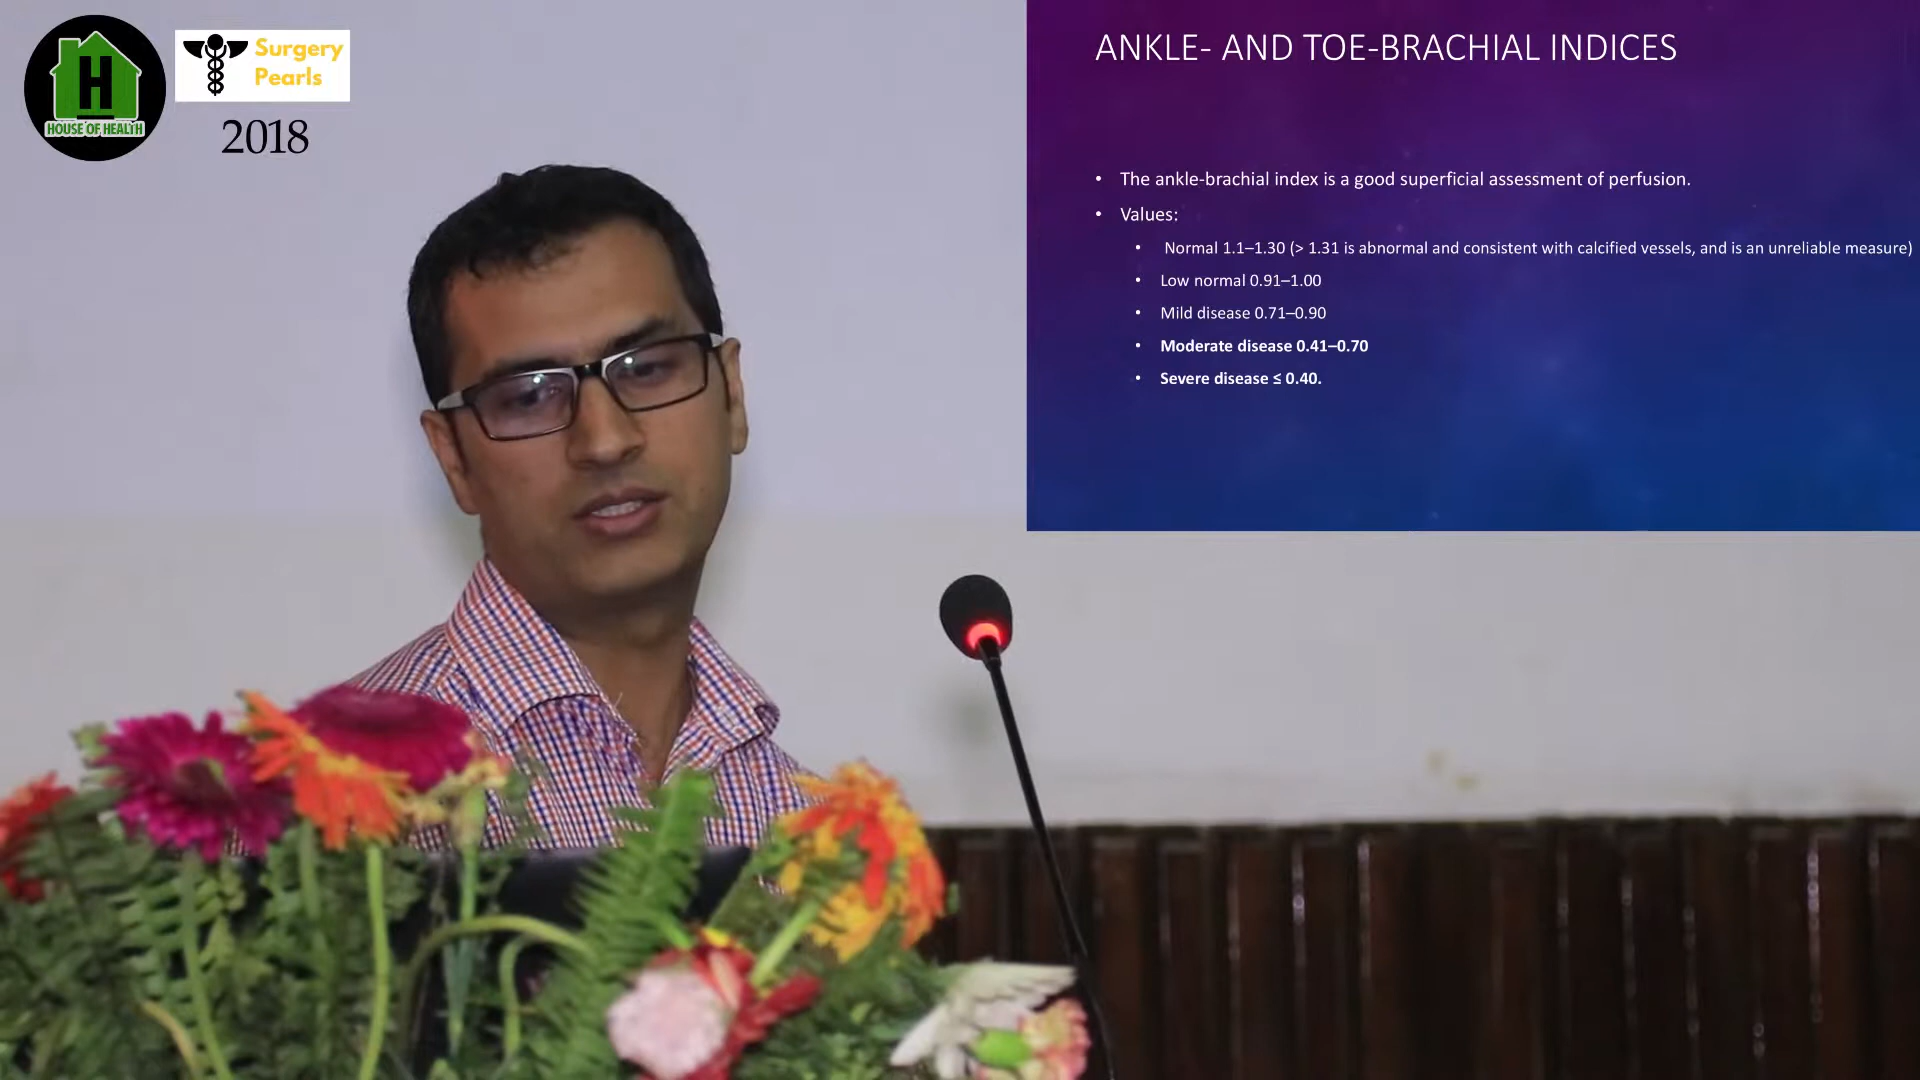 H
HOUSE OF HEALTH
Surgery
Pearls
2018
ANKLE- AND TOE-BRACHIAL INDICES
• The ankle-brachial index is a good superficial assessment of perfusion.
• Values:
• Normal 1.1–1.30 (> 1.31 is abnormal and consistent with calcified vessels, and is an unreliable measure)
• Low normal 0.91–1.00
• Mild disease 0.71–0.90
• Moderate disease 0.41–0.70
• Severe disease ≤ 0.40.